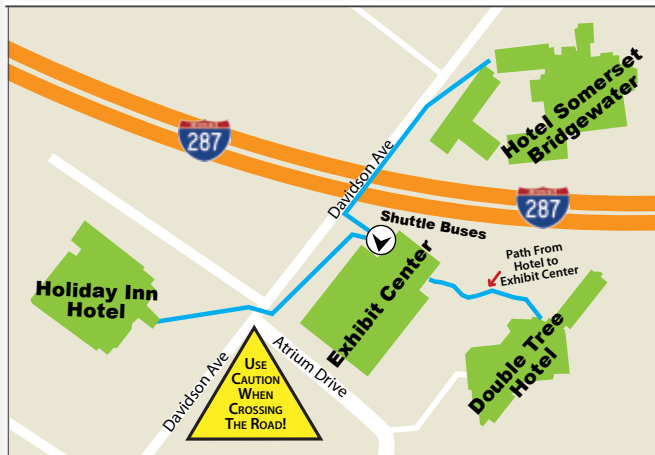 Hotel Somerset
Bridgewater
287
Davidson Ave
287
Shuttle Buses
Path From
Hotel to
Exhibit Center
Holiday Inn
Hotel
Exhibit Center
Double Tree
Hotel
Davidson Ave
Atrium Drive
USE
CAUTION
WHEN
CROSSING
THE ROAD!